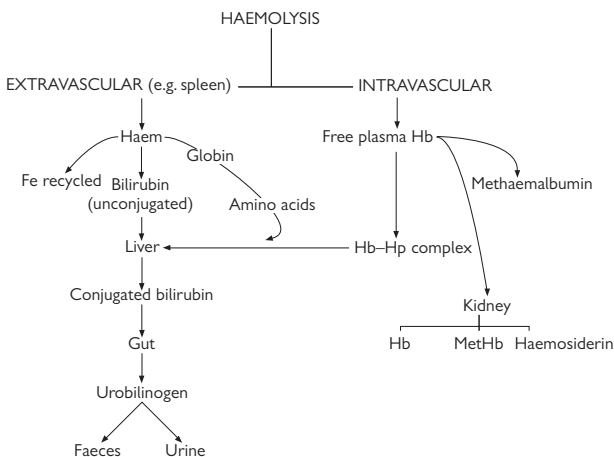 HAEMOLYSIS
EXTRAVASCULAR (e.g. spleen)
INTRAVASCULAR
Haem
Free plasma Hb
Globin
Fe recycled
Bilirubin
(unconjugated)
Methaemalbumin
Amino acids
Liver
Hb–Hp complex
Conjugated bilirubin
Kidney
Gut
Hb
MetHb
Haemosiderin
Urobilinogen
Faeces
Urine